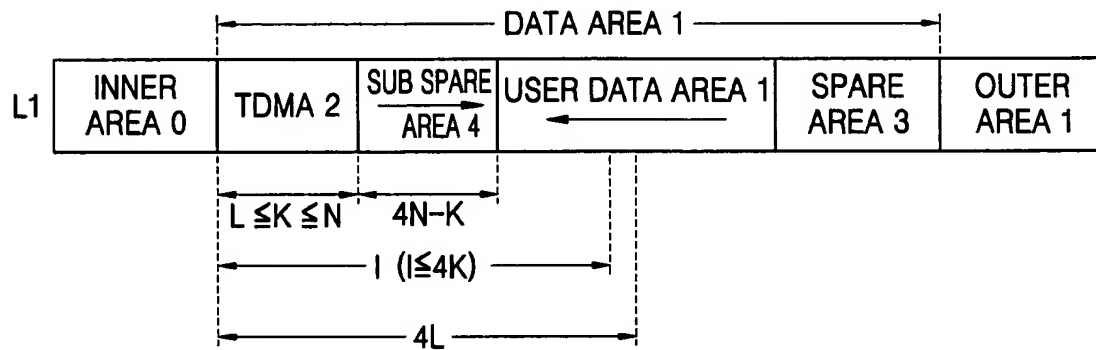 DATA AREA 1
L1
INNER AREA 0
TDMA 2
SUB SPARE AREA 4
USER DATA AREA 1
SPARE AREA 3
OUTER AREA 1
L ≦K ≦N
4N-K
I (I≦4K)
4L